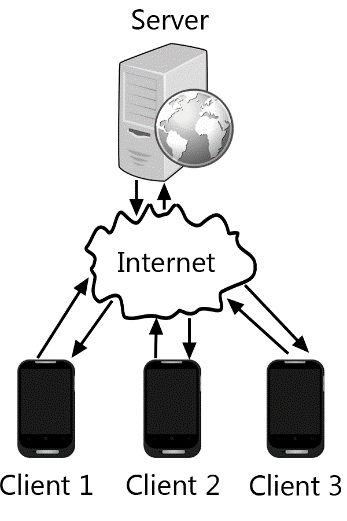 Server
Internet
Client 1
Client 2
Client 3